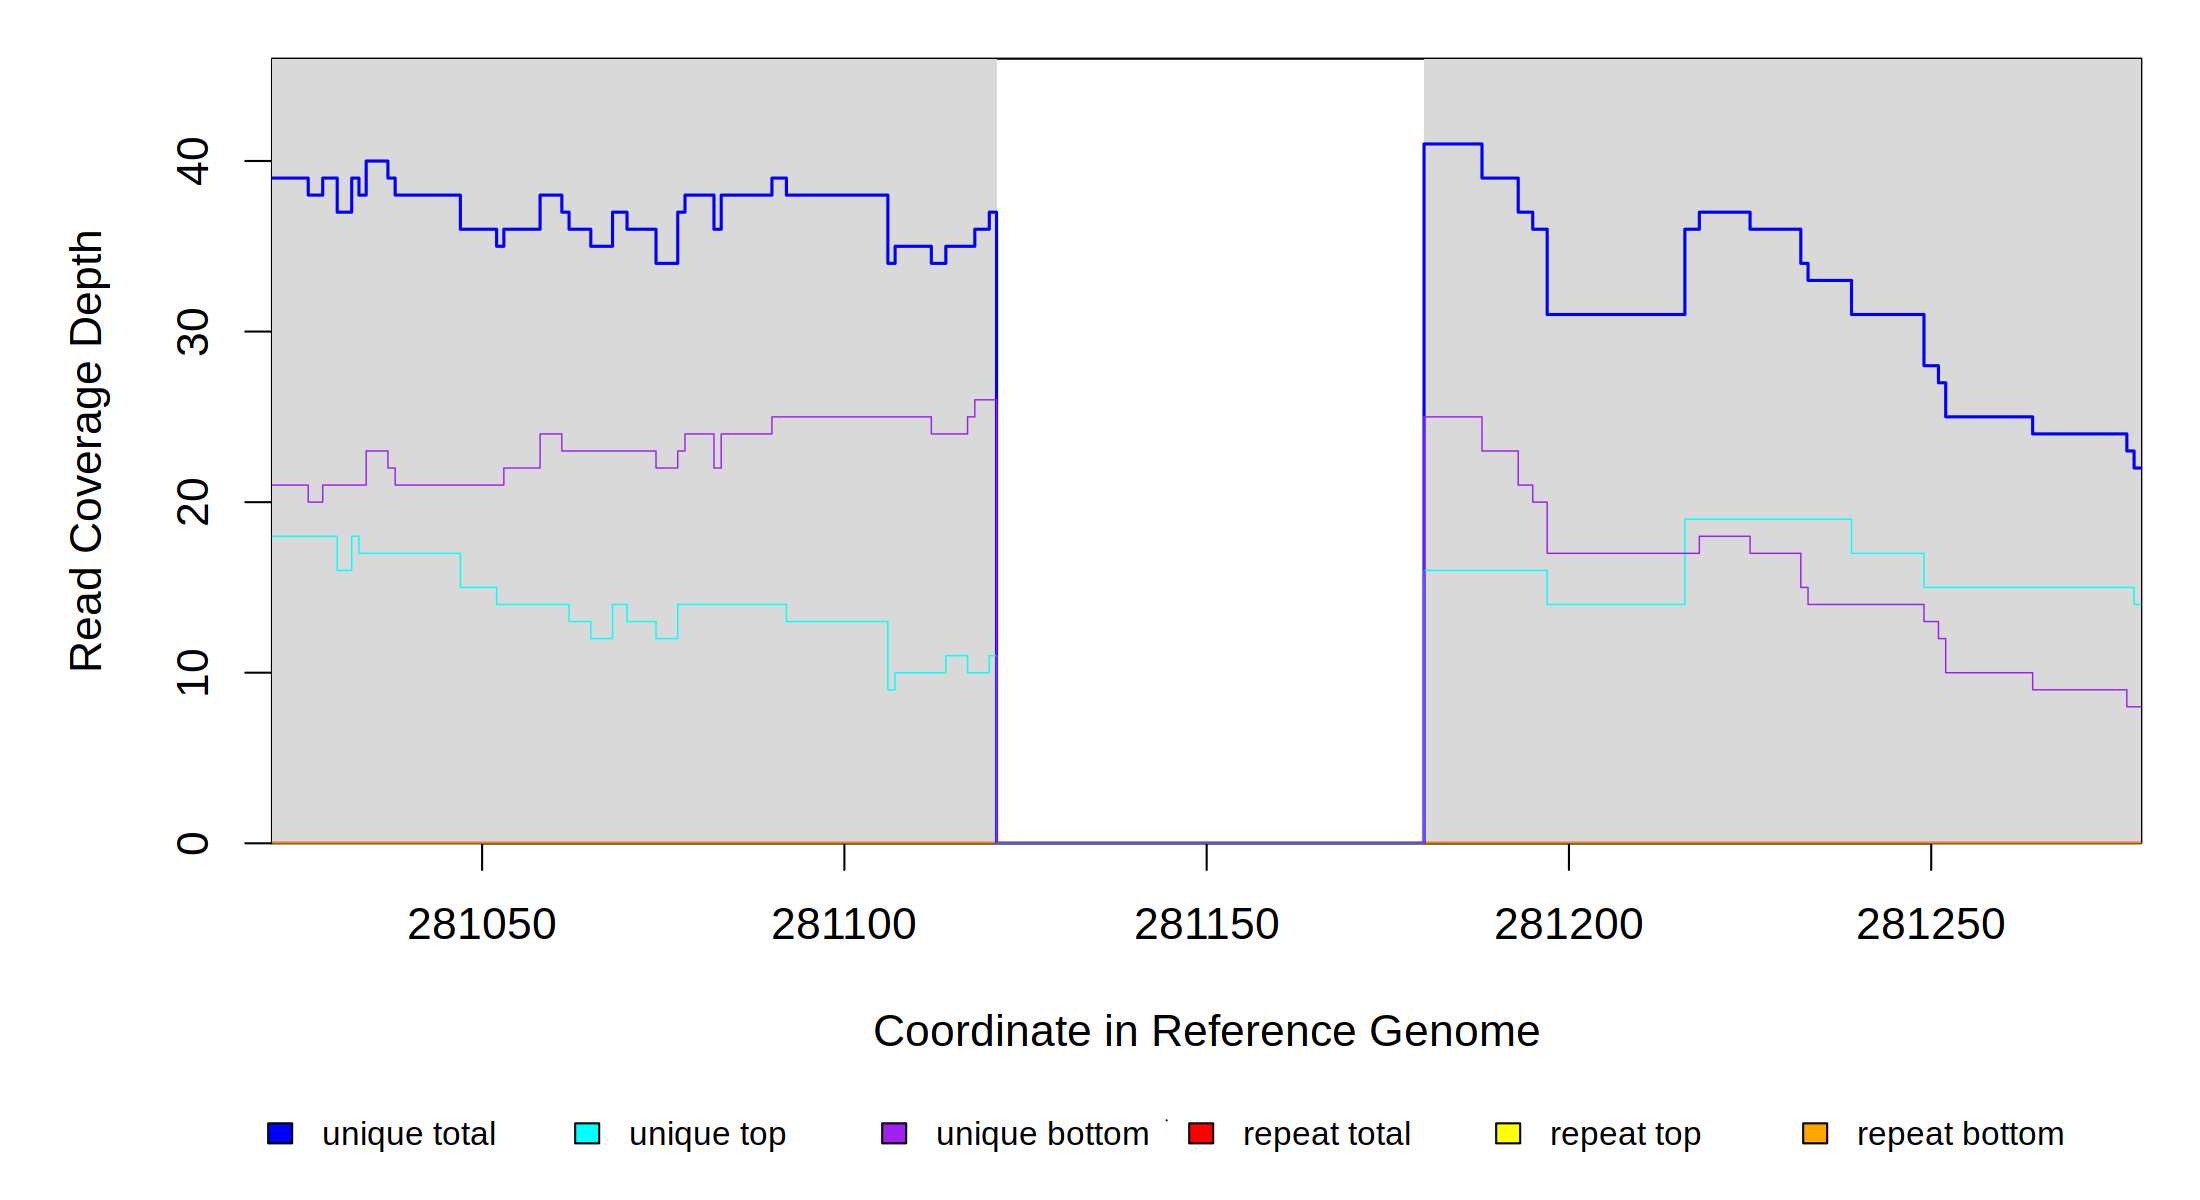 Read Coverage Depth
40
30
20
10
0
281050 281100 281150 281200 281250
Coordinate in Reference Genome
unique total unique top unique bottom repeat total repeat top repeat bottom